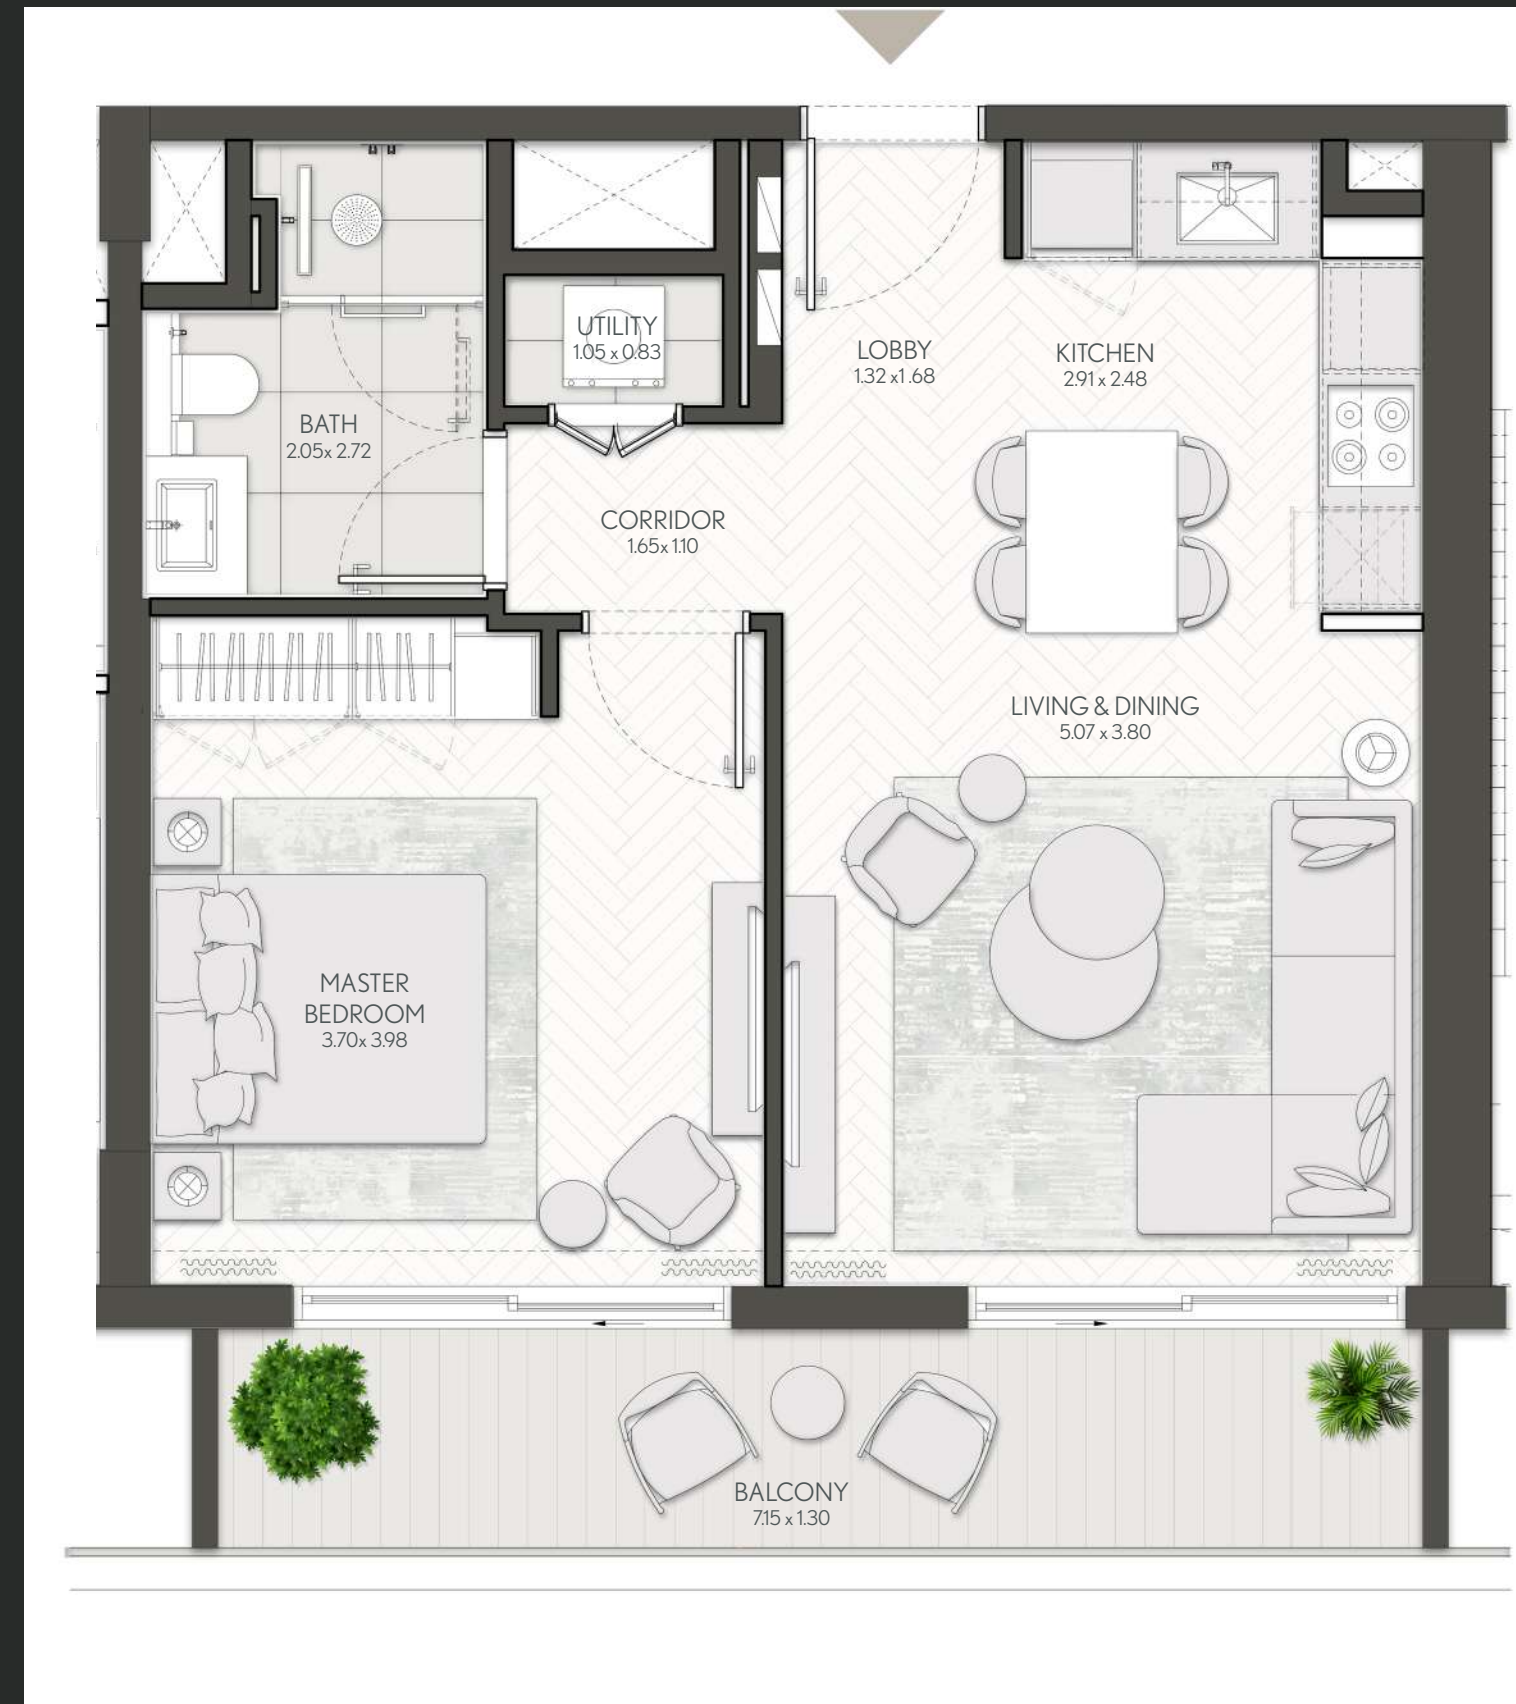 UTILITY
1.05 x 0.83
LOBBY
1.32 x1.68
KITCHEN
2.91 x 2.48
BATH
2.05x 2.72
CORRIDOR
1.65x 1.10
LIVING & DINING
5.07 x 3.80
MASTER
BEDROOM
3.70x 3.98
BALCONY
7.15 x 1.30